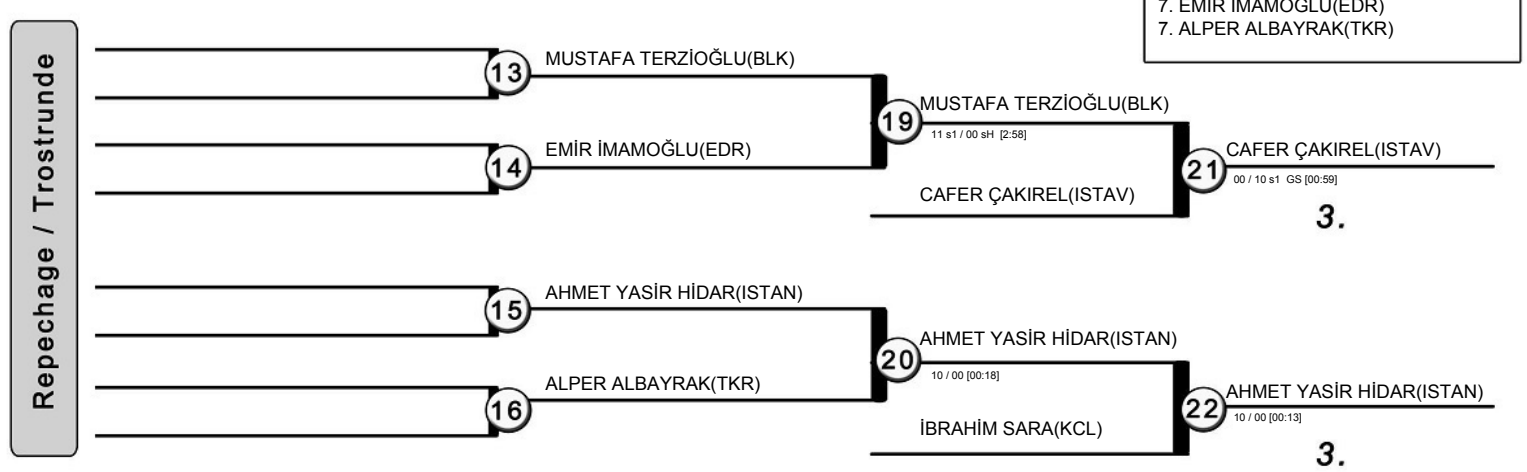 7. EMİR İMAMOĞLU(EDR)
7. ALPER ALBAYRAK(TKR)
Repechage / Trostrunde
13
MUSTAFA TERZİOĞLU(BLK)
19
MUSTAFA TERZİOĞLU(BLK)
11 s1 / 00 sH [2:58]
14
EMİR İMAMOĞLU(EDR)
21
CAFER ÇAKIREL(ISTAV)
00 / 10 s1 GS [00:59]
CAFER ÇAKIREL(ISTAV)
3.
15
AHMET YASİR HİDAR(ISTAN)
20
AHMET YASİR HİDAR(ISTAN)
10 / 00 [00:18]
16
ALPER ALBAYRAK(TKR)
22
AHMET YASİR HİDAR(ISTAN)
10 / 00 [00:13]
İBRAHİM SARA(KCL)
3.